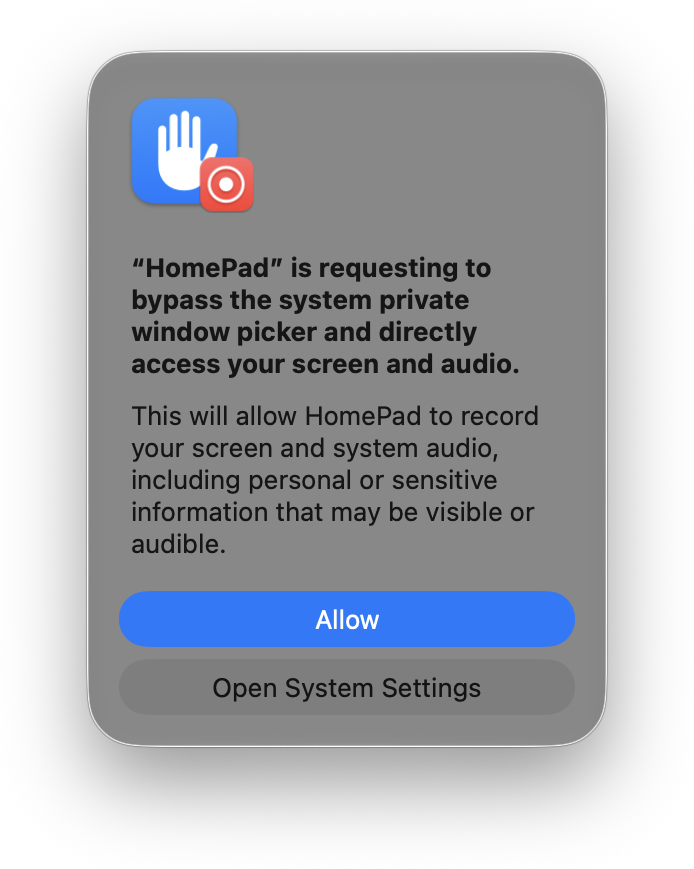 “HomePad” is requesting to
bypass the system private
window picker and directly
access your screen and audio.
This will allow HomePad to record
your screen and system audio,
including personal or sensitive
information that may be visible or
audible.
Allow
Open System Settings